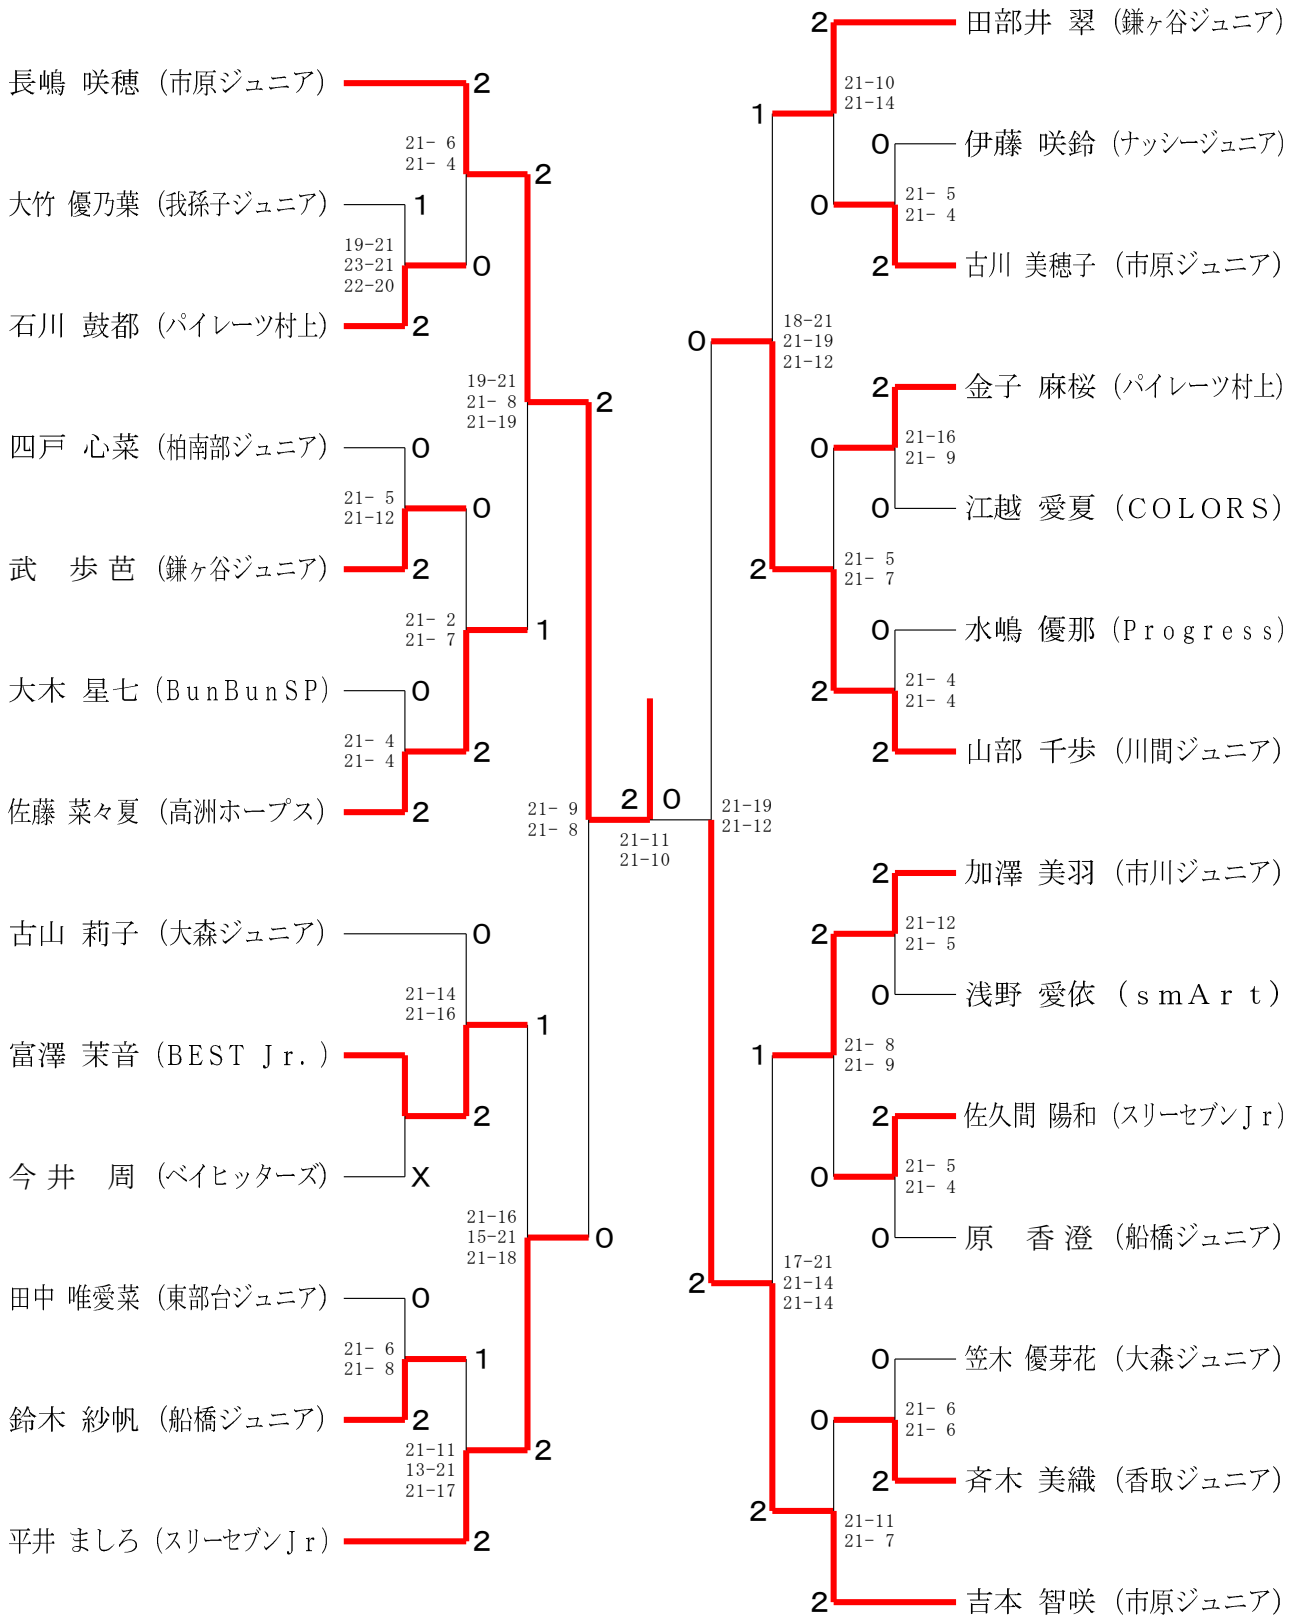 長嶋 咲穂 (市原ジュニア) 2
21- 6
21- 4
2
大竹 優乃葉 (我孫子ジュニア) 1
19-21
23-21
22-20
0
石川 鼓都 (パイレーツ村上) 2
19-21
21- 8
21-19
2
四戸 心菜 (柏南部ジュニア) 0
21- 5
21-12
0
武 歩芭 (鎌ヶ谷ジュニア) 2
21- 2
21- 7
1
大木 星七 (BunBunSP) 0
21- 4
21- 4
2
佐藤 菜々夏 (高洲ホープス) 2
21- 9
21- 8
古山 莉子 (大森ジュニア) 0
21-14
21-16
1
富澤 茉音 (BEST Jr.)
2
今井 周 (ベイヒッターズ) X
21-16
15-21
21-18
0
田中 唯愛菜 (東部台ジュニア) 0
21- 6
21- 8
1
鈴木 紗帆 (船橋ジュニア) 2
21-11
13-21
21-17
2
平井 ましろ (スリーセブンJr) 2
2 0
21-11
21-10
2 田部井 翠 (鎌ヶ谷ジュニア)
21-10
21-14
1
0 伊藤 咲鈴 (ナッシージュニア)
21- 5
21- 4
0
2 古川 美穂子 (市原ジュニア)
18-21
21-19
21-12
0
2 金子 麻桜 (パイレーツ村上)
21-16
21- 9
0
0 江越 愛夏 (COLORS)
21- 5
21- 7
2
0 水嶋 優那 (Progress)
21- 4
21- 4
2
2 山部 千歩 (川間ジュニア)
21-19
21-12
2 加澤 美羽 (市川ジュニア)
21-12
21- 5
2
0 浅野 愛依 (smArt)
21- 8
21- 9
1
2 佐久間 陽和 (スリーセブンJr)
21- 5
21- 4
0
0 原 香澄 (船橋ジュニア)
17-21
21-14
21-14
2
0 笠木 優芽花 (大森ジュニア)
21- 6
21- 6
0
2 斉木 美織 (香取ジュニア)
21-11
21- 7
2
2 吉本 智咲 (市原ジュニア)